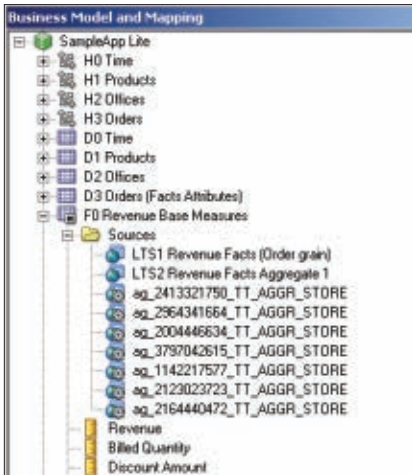 Business Model and Mapping
SampleApp Lite
H0 Time
H1 Products
H2 Offices
H3 Orders
D0 Time
D1 Products
D2 Offices
D3 Orders (Facts Attributes)
F0 Revenue Base Measures
Sources
LTS1 Revenue Facts (Order grain)
LTS2 Revenue Facts Aggregate 1
ag_2413321750_TT_AGGR_STORE
ag_2964341664_TT_AGGR_STORE
ag_2004446634_TT_AGGR_STORE
ag_3797042615_TT_AGGR_STORE
ag_1142217577_TT_AGGR_STORE
ag_2123023723_TT_AGGR_STORE
ag_2164440472_TT_AGGR_STORE
Revenue
Billed Quantity
Discount Amount